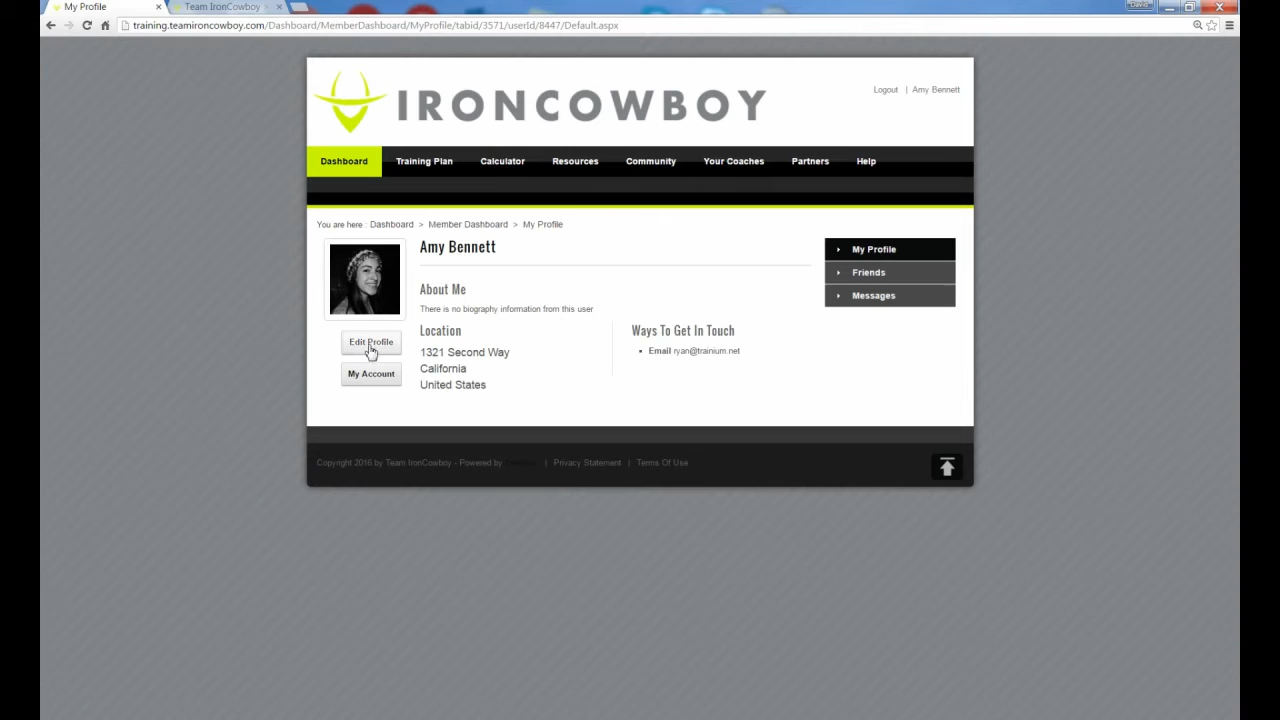 My Profile
Team IronCowboy
David
training.teamironcowboy.com/Dashboard/MemberDashboard/MyProfile/tabid/3571/userId/8447/Default.aspx
IRONCOWBOY
Logout | Amy Bennett
Dashboard Training Plan Calculator Resources Community Your Coaches Partners Help
You are here : Dashboard > Member Dashboard > My Profile
Amy Bennett
My Profile
Friends
Messages
About Me
There is no biography information from this user
Edit Profile
My Account
Location
1321 Second Way
California
United States
Ways To Get In Touch
Email ryan@trainium.net
Copyright 2016 by Team IronCowboy - Powered by | Privacy Statement | Terms Of Use